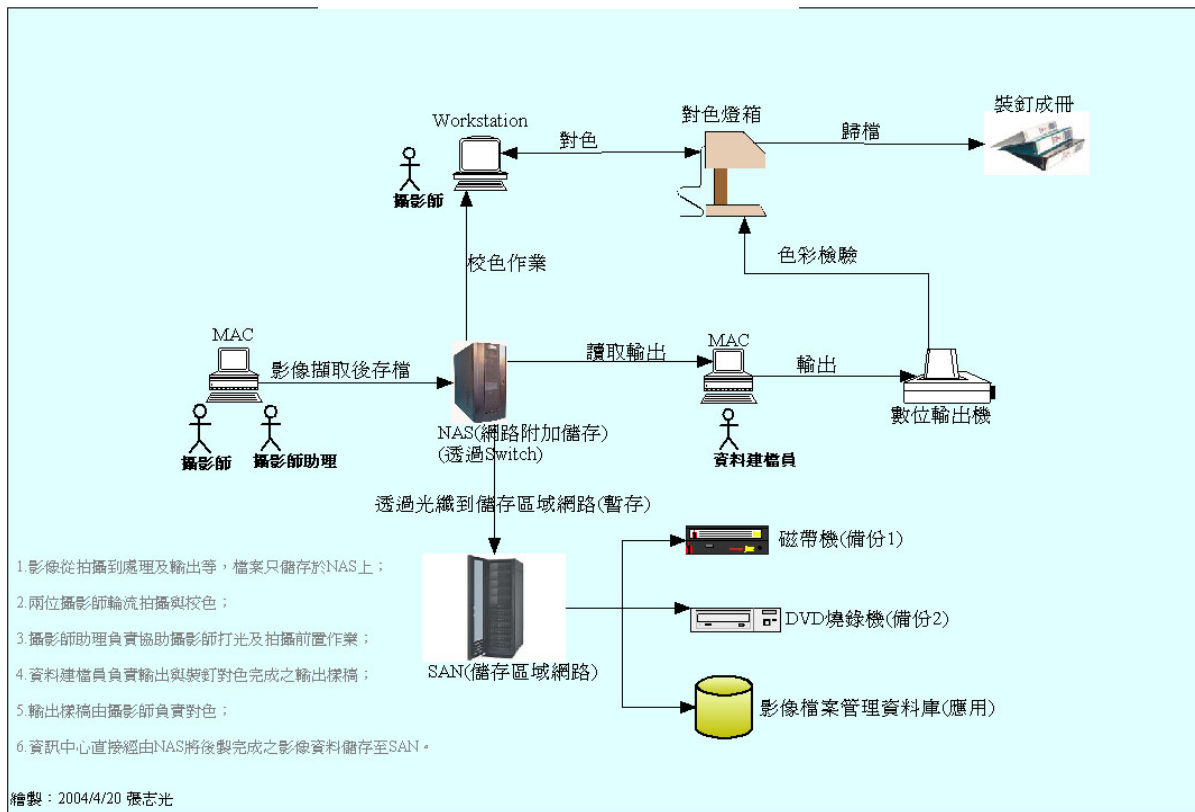 裝釘成冊
對色燈箱
Workstation
歸檔
對色
攝影師
校色作業
色彩檢驗
MAC
MAC
讀取輸出
影像擷取後存檔
輸出
數位輸出機
NAS(網路附加儲存)
(透過Switch)
攝影師
攝影師助理
資料建檔員
透過光纖到儲存區域網路(暫存)
磁帶機(備份1)
DVD燒錄機(備份2)
SAN(儲存區域網路)
影像檔案管理資料庫(應用)
1.影像從拍攝到處理及輸出等，檔案只儲存於NAS上；
2.兩位攝影師輪流拍攝與校色；
3.攝影師助理負責協助攝影師打光及拍攝前置作業；
4.資料建檔員負責輸出與裝釘對色完成之輸出樣稿；
5.輸出樣稿由攝影師負責對色；
6.資訊中心直接經由NAS將後製完成之影像資料儲存至SAN。
繪製：2004/4/20 張志光